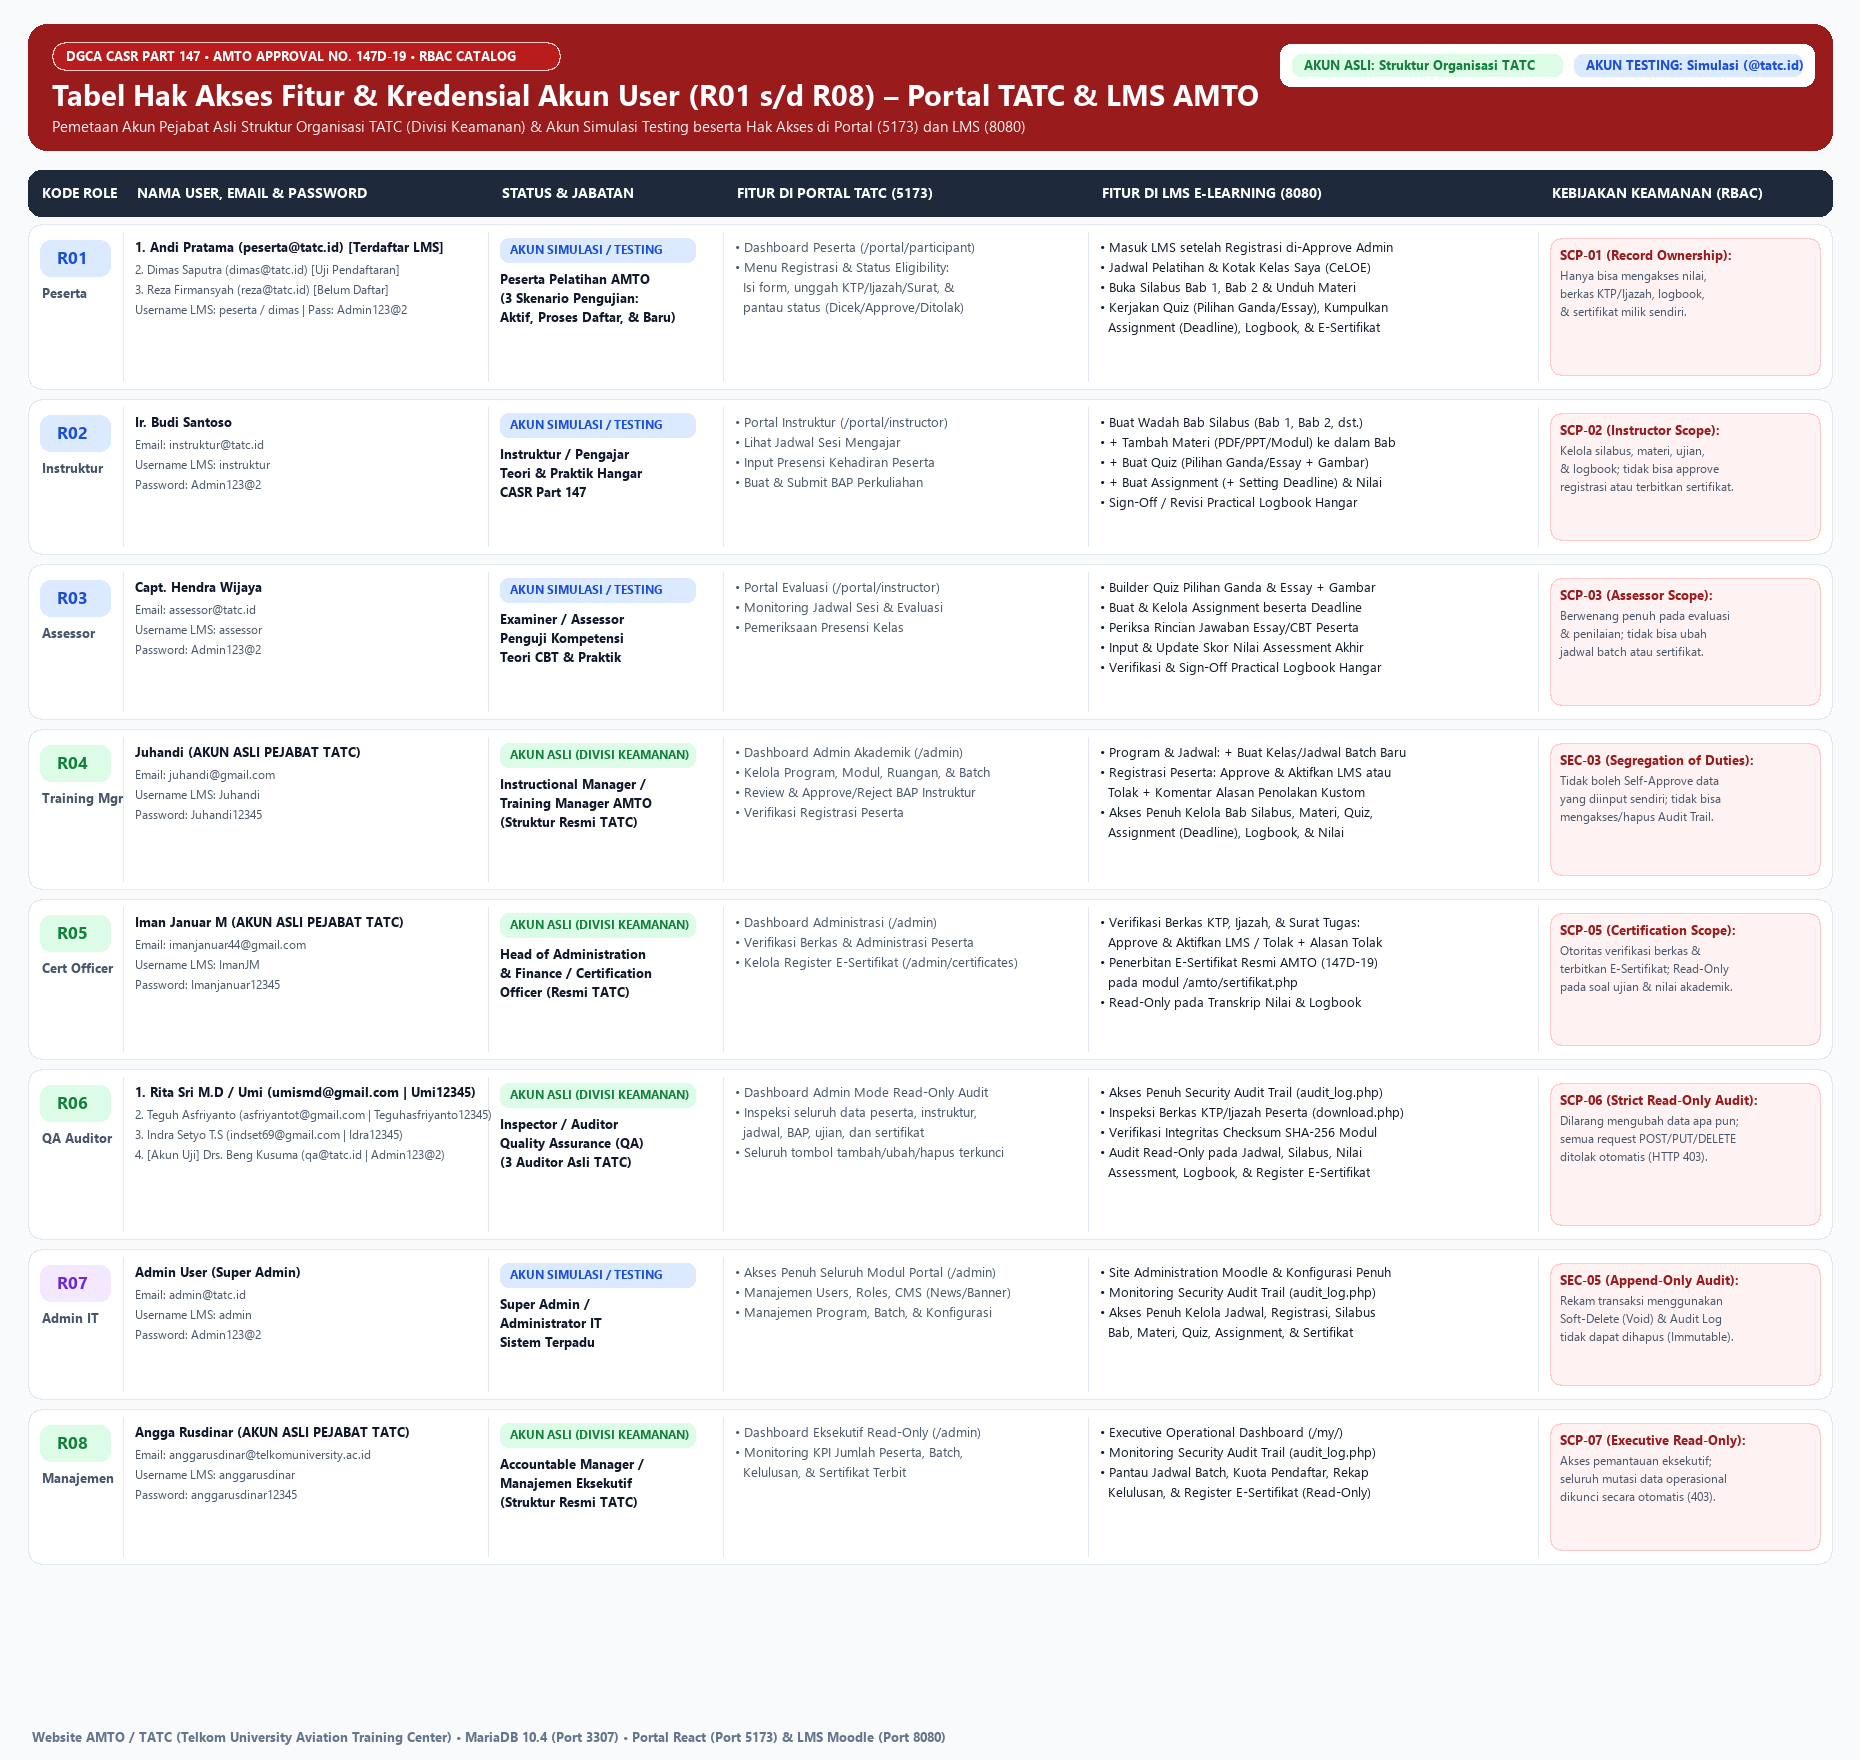 DGCA CASR PART 147 • AMTO APPROVAL NO. 147D-19 • RBAC CATALOG
AKUN ASLI: Struktur Organisasi TATC
AKUN TESTING: Simulasi (@tatc.id)
Tabel Hak Akses Fitur & Kredensial Akun User (R01 s/d R08) – Portal TATC & LMS AMTO
Pemetaan Akun Pejabat Asli Struktur Organisasi TATC (Divisi Keamanan) & Akun Simulasi Testing beserta Hak Akses di Portal (5173) dan LMS (8080)
KODE ROLE
NAMA USER, EMAIL & PASSWORD
STATUS & JABATAN
FITUR DI PORTAL TATC (5173)
FITUR DI LMS E-LEARNING (8080)
KEBIJAKAN KEAMANAN (RBAC)
R01
Peserta
1. Andi Pratama (peserta@tatc.id) [Terdaftar LMS]
2. Dimas Saputra (dimas@tatc.id) [Uji Pendaftaran]
3. Reza Firmansyah (reza@tatc.id) [Belum Daftar]
Username LMS: peserta / dimas | Pass: Admin123@2
AKUN SIMULASI / TESTING
Peserta Pelatihan AMTO
(3 Skenario Pengujian:
Aktif, Proses Daftar, & Baru)
• Dashboard Peserta (/portal/participant)
• Menu Registrasi & Status Eligibility:
Isi form, unggah KTP/Ijazah/Surat, &
pantau status (Dicek/Approve/Ditolak)
• Masuk LMS setelah Registrasi di-Approve Admin
• Jadwal Pelatihan & Kotak Kelas Saya (CeLOE)
• Buka Silabus Bab 1, Bab 2 & Unduh Materi
• Kerjakan Quiz (Pilihan Ganda/Essay), Kumpulkan
Assignment (Deadline), Logbook, & E-Sertifikat
SCP-01 (Record Ownership):
Hanya bisa mengakses nilai,
berkas KTP/Ijazah, logbook,
& sertifikat milik sendiri.
R02
Instruktur
Ir. Budi Santoso
Email: instruktur@tatc.id
Username LMS: instruktur
Password: Admin123@2
AKUN SIMULASI / TESTING
Instruktur / Pengajar
Teori & Praktik Hangar
CASR Part 147
• Portal Instruktur (/portal/instructor)
• Lihat Jadwal Sesi Mengajar
• Input Presensi Kehadiran Peserta
• Buat & Submit BAP Perkuliahan
• Buat Wadah Bab Silabus (Bab 1, Bab 2, dst.)
• + Tambah Materi (PDF/PPT/Modul) ke dalam Bab
• + Buat Quiz (Pilihan Ganda/Essay + Gambar)
• + Buat Assignment (+ Setting Deadline) & Nilai
• Sign-Off / Revisi Practical Logbook Hangar
SCP-02 (Instructor Scope):
Kelola silabus, materi, ujian,
& logbook; tidak bisa approve
registrasi atau terbitkan sertifikat.
R03
Assessor
Capt. Hendra Wijaya
Email: assessor@tatc.id
Username LMS: assessor
Password: Admin123@2
AKUN SIMULASI / TESTING
Examiner / Assessor
Penguji Kompetensi
Teori CBT & Praktik
• Portal Evaluasi (/portal/instructor)
• Monitoring Jadwal Sesi & Evaluasi
• Pemeriksaan Presensi Kelas
• Builder Quiz Pilihan Ganda & Essay + Gambar
• Buat & Kelola Assignment beserta Deadline
• Periksa Rincian Jawaban Essay/CBT Peserta
• Input & Update Skor Nilai Assessment Akhir
• Verifikasi & Sign-Off Practical Logbook Hangar
SCP-03 (Assessor Scope):
Berwenang penuh pada evaluasi
& penilaian; tidak bisa ubah
jadwal batch atau sertifikat.
R04
Training Mgr
Juhandi (AKUN ASLI PEJABAT TATC)
Email: juhandi@gmail.com
Username LMS: Juhandi
Password: Juhandi12345
AKUN ASLI (DIVISI KEAMANAN)
Instructional Manager /
Training Manager AMTO
(Struktur Resmi TATC)
• Dashboard Admin Akademik (/admin)
• Kelola Program, Modul, Ruangan, & Batch
• Review & Approve/Reject BAP Instruktur
• Verifikasi Registrasi Peserta
• Program & Jadwal: + Buat Kelas/Jadwal Batch Baru
• Registrasi Peserta: Approve & Aktifkan LMS atau
Tolak + Komentar Alasan Penolakan Kustom
• Akses Penuh Kelola Bab Silabus, Materi, Quiz,
Assignment (Deadline), Logbook, & Nilai
SEC-03 (Segregation of Duties):
Tidak boleh Self-Approve data
yang diinput sendiri; tidak bisa
mengakses/hapus Audit Trail.
R05
Cert Officer
Iman Januar M (AKUN ASLI PEJABAT TATC)
Email: imanjanuar44@gmail.com
Username LMS: ImanJM
Password: Imanjanuar12345
AKUN ASLI (DIVISI KEAMANAN)
Head of Administration
& Finance / Certification
Officer (Resmi TATC)
• Dashboard Administrasi (/admin)
• Verifikasi Berkas & Administrasi Peserta
• Kelola Register E-Sertifikat (/admin/certificates)
• Verifikasi Berkas KTP, Ijazah, & Surat Tugas:
Approve & Aktifkan LMS / Tolak + Alasan Tolak
• Penerbitan E-Sertifikat Resmi AMTO (147D-19)
pada modul /amto/sertifikat.php
• Read-Only pada Transkrip Nilai & Logbook
SCP-05 (Certification Scope):
Otoritas verifikasi berkas &
terbitkan E-Sertifikat; Read-Only
pada soal ujian & nilai akademik.
R06
QA Auditor
1. Rita Sri M.D / Umi (umismd@gmail.com | Umi12345)
2. Teguh Asfriyanto (asfriyantot@gmail.com | Teguhasfriyanto12345)
3. Indra Setyo T.S (indset69@gmail.com | Idra12345)
4. [Akun Uji] Drs. Beng Kusuma (qa@tatc.id | Admin123@2)
AKUN ASLI (DIVISI KEAMANAN)
Inspector / Auditor
Quality Assurance (QA)
(3 Auditor Asli TATC)
• Dashboard Admin Mode Read-Only Audit
• Inspeksi seluruh data peserta, instruktur,
jadwal, BAP, ujian, dan sertifikat
• Seluruh tombol tambah/ubah/hapus terkunci
• Akses Penuh Security Audit Trail (audit_log.php)
• Inspeksi Berkas KTP/Ijazah Peserta (download.php)
• Verifikasi Integritas Checksum SHA-256 Modul
• Audit Read-Only pada Jadwal, Silabus, Nilai
Assessment, Logbook, & Register E-Sertifikat
SCP-06 (Strict Read-Only Audit):
Dilarang mengubah data apa pun;
semua request POST/PUT/DELETE
ditolak otomatis (HTTP 403).
R07
Admin IT
Admin User (Super Admin)
Email: admin@tatc.id
Username LMS: admin
Password: Admin123@2
AKUN SIMULASI / TESTING
Super Admin /
Administrator IT
Sistem Terpadu
• Akses Penuh Seluruh Modul Portal (/admin)
• Manajemen Users, Roles, CMS (News/Banner)
• Manajemen Program, Batch, & Konfigurasi
• Site Administration Moodle & Konfigurasi Penuh
• Monitoring Security Audit Trail (audit_log.php)
• Akses Penuh Kelola Jadwal, Registrasi, Silabus
Bab, Materi, Quiz, Assignment, & Sertifikat
SEC-05 (Append-Only Audit):
Rekam transaksi menggunakan
Soft-Delete (Void) & Audit Log
tidak dapat dihapus (Immutable).
R08
Manajemen
Angga Rusdinar (AKUN ASLI PEJABAT TATC)
Email: anggarusdinar@telkomuniversity.ac.id
Username LMS: anggarusdinar
Password: anggarusdinar12345
AKUN ASLI (DIVISI KEAMANAN)
Accountable Manager /
Manajemen Eksekutif
(Struktur Resmi TATC)
• Dashboard Eksekutif Read-Only (/admin)
• Monitoring KPI Jumlah Peserta, Batch,
Kelulusan, & Sertifikat Terbit
• Executive Operational Dashboard (/my/)
• Monitoring Security Audit Trail (audit_log.php)
• Pantau Jadwal Batch, Kuota Pendaftar, Rekap
Kelulusan, & Register E-Sertifikat (Read-Only)
SCP-07 (Executive Read-Only):
Akses pemantauan eksekutif;
seluruh mutasi data operasional
dikunci secara otomatis (403).
Website AMTO / TATC (Telkom University Aviation Training Center) • MariaDB 10.4 (Port 3307) • Portal React (Port 5173) & LMS Moodle (Port 8080)